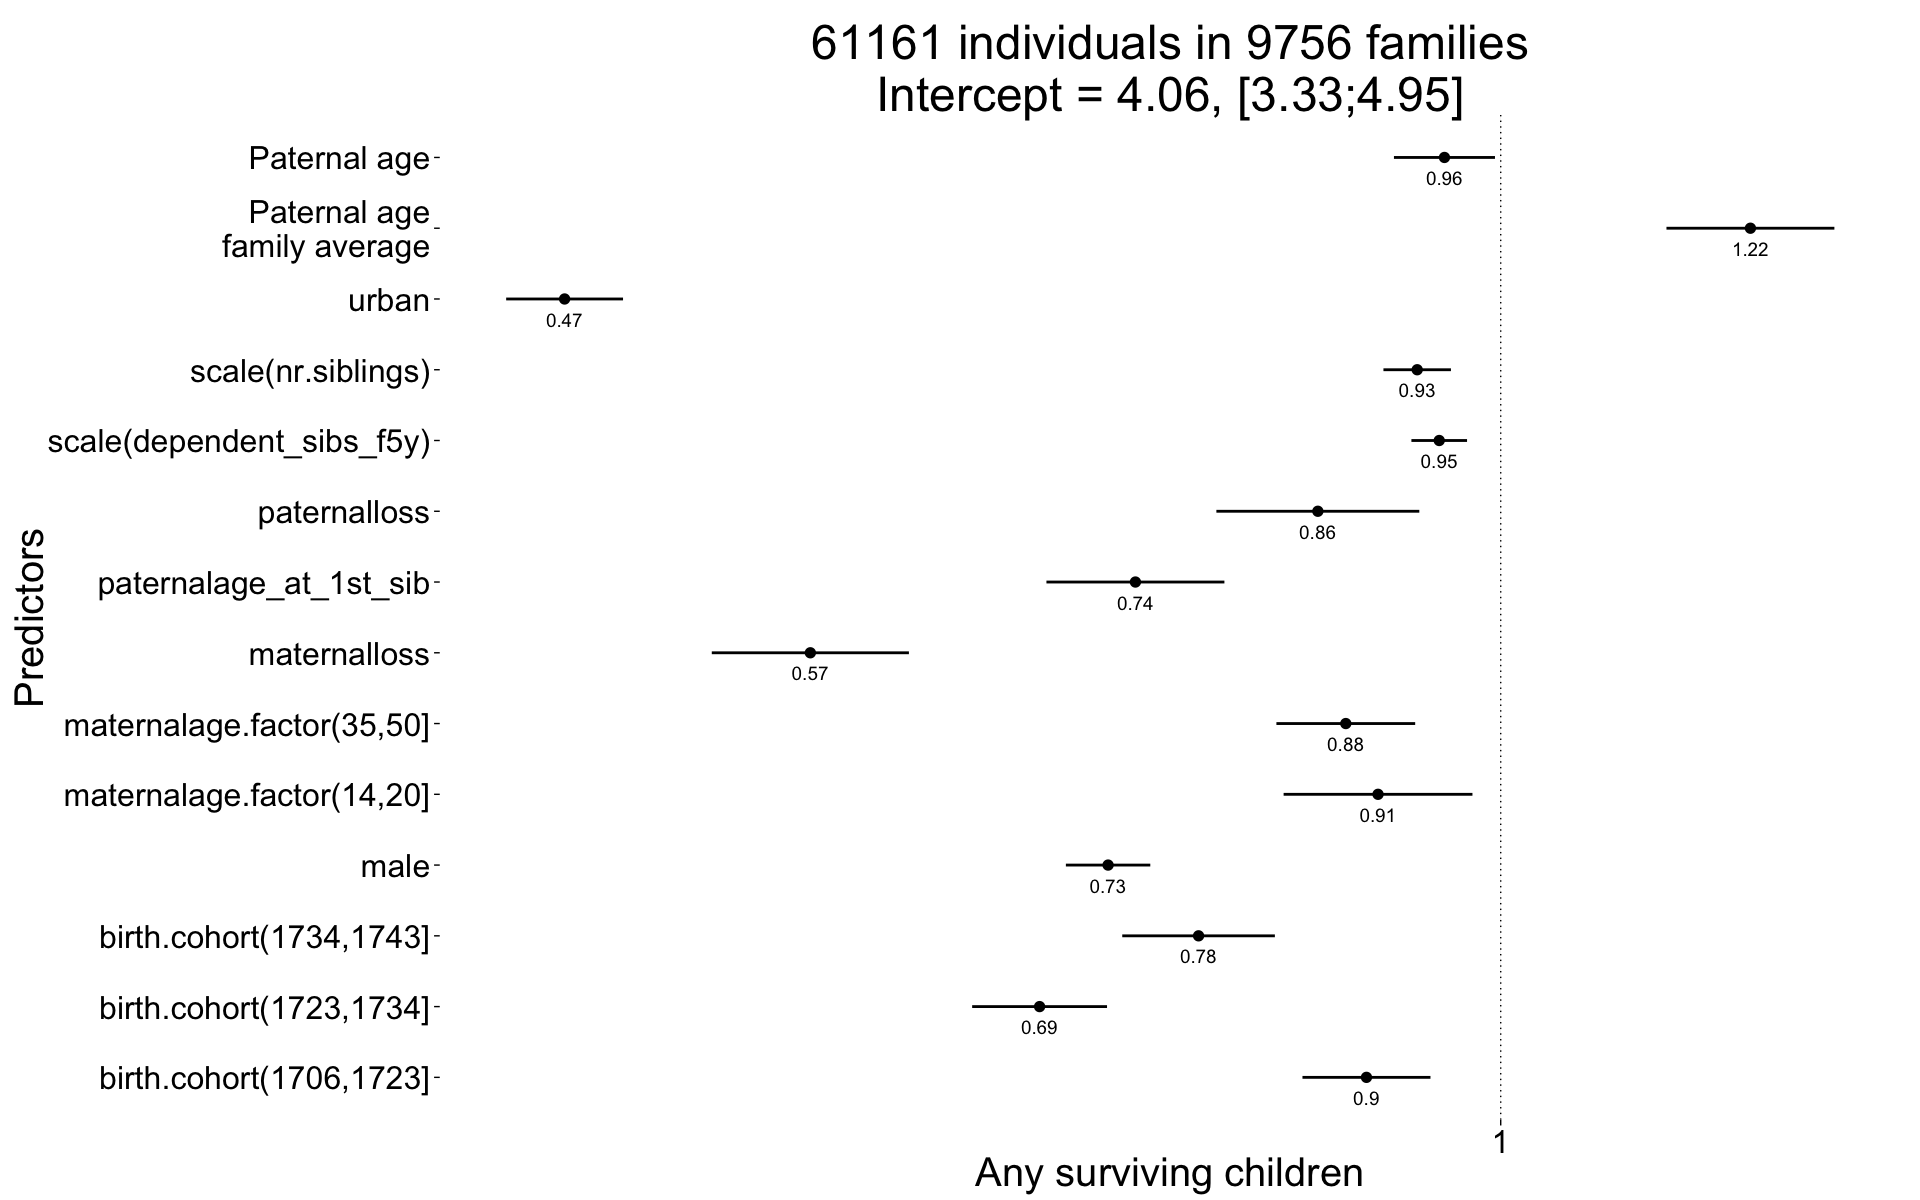 61161 individuals in 9756 families
Intercept = 4.06, [3.33;4.95]
Paternal age
0.96
Paternal age
family average
1.22
urban
0.47
scale(nr.siblings)
0.93
scale(dependent_sibs_f5y)
0.95
paternalloss
0.86
paternalage_at_1st_sib
0.74
maternalloss
0.57
maternalage.factor(35,50]
0.88
maternalage.factor(14,20]
0.91
male
0.73
birth.cohort(1734,1743]
0.78
birth.cohort(1723,1734]
0.69
birth.cohort(1706,1723]
0.9
Predictors
1
Any surviving children